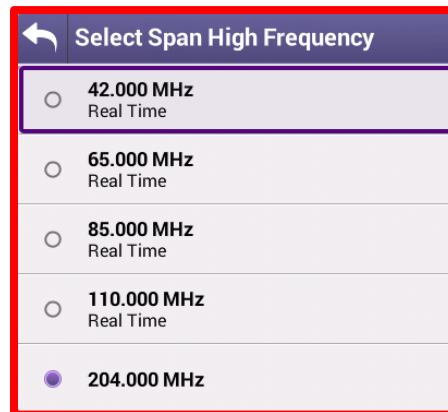 Select Span High Frequency
42.000 MHz
Real Time
65.000 MHz
Real Time
85.000 MHz
Real Time
110.000 MHz
Real Time
204.000 MHz